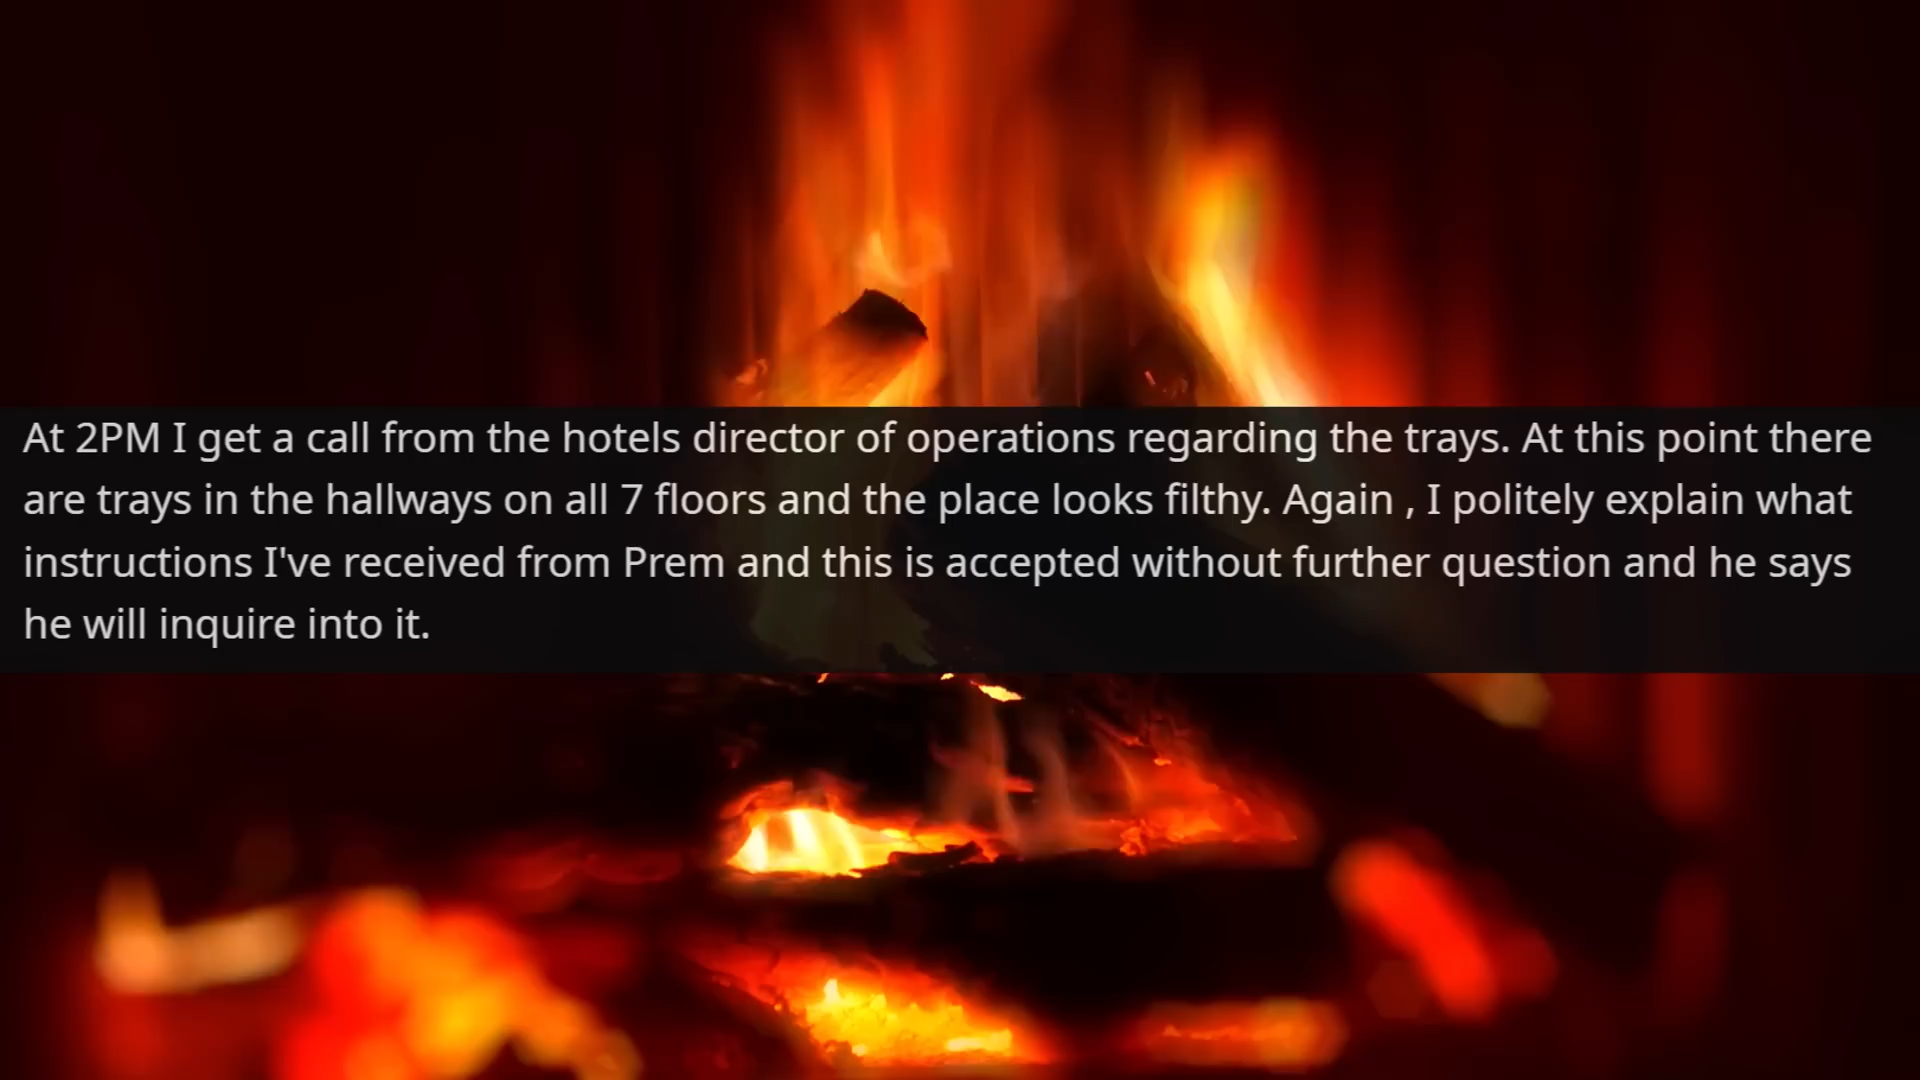 At 2PM I get a call from the hotels director of operations regarding the trays. At this point there
are trays in the hallways on all 7 floors and the place looks filthy. Again , I politely explain what
instructions I've received from Prem and this is accepted without further question and he says
he will inquire into it.